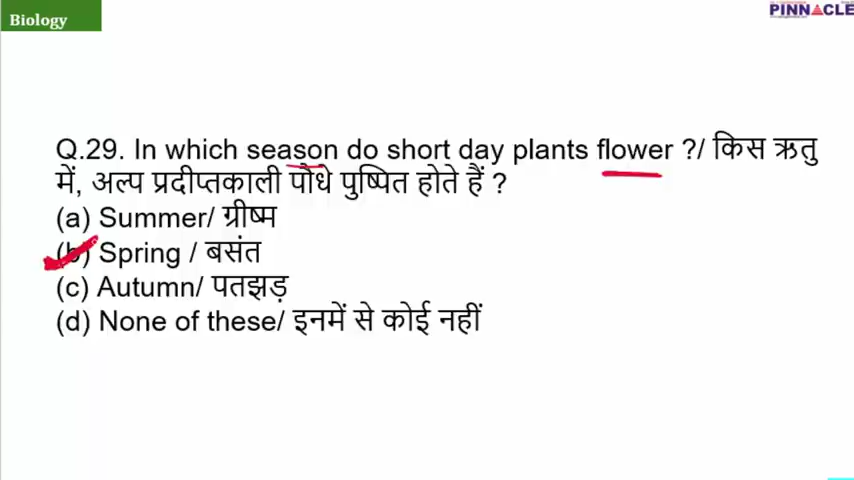 Biology
PINNACLE
Q.29. In which season do short day plants flower ?/ किस ऋतु
में, अल्प प्रदीप्तकाली पौधे पुष्पित होते हैं ?
(a) Summer/ ग्रीष्म
(b) Spring / बसंत
(c) Autumn/ पतझड़
(d) None of these/ इनमें से कोई नहीं